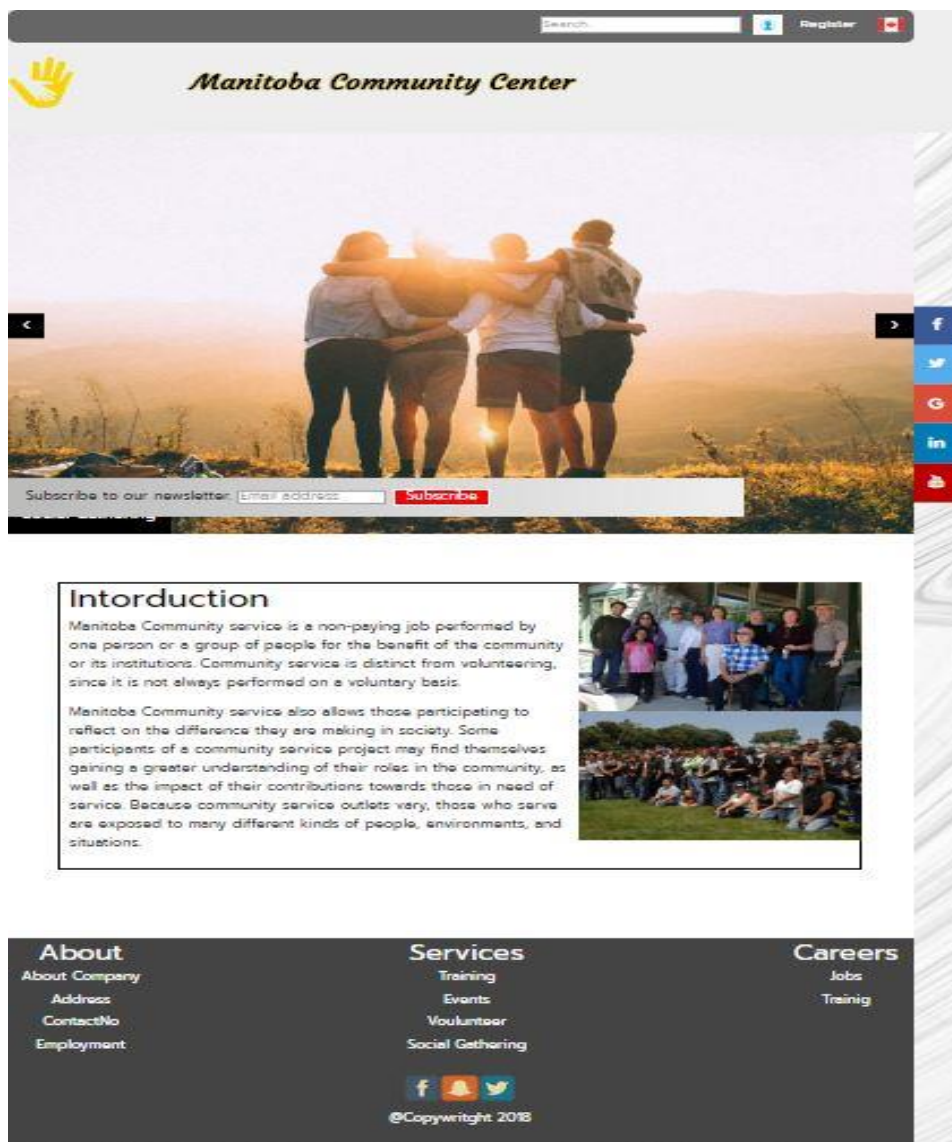 Search..
Register
Manitoba Community Center
Subscribe to our newsletter. Email address Subscribe
Social Gathering
Intorduction
Manitoba Community service is a non-paying job performed by
one person or a group of people for the benefit of the community
or its institutions. Community service is distinct from volunteering,
since it is not always performed on a voluntary basis.
Manitoba Community service also allows those participating to
reflect on the difference they are making in society. Some
participants of a community service project may find themselves
gaining a greater understanding of their roles in the community, as
well as the impact of their contributions towards those in need of
service. Because community service outlets vary, those who serve
are exposed to many different kinds of people, environments, and
situations.
About
About Company
Address
ContactNo
Employment
Services
Training
Events
Voulunteer
Social Gathering
Careers
Jobs
Trainig
@Copywritght 2018